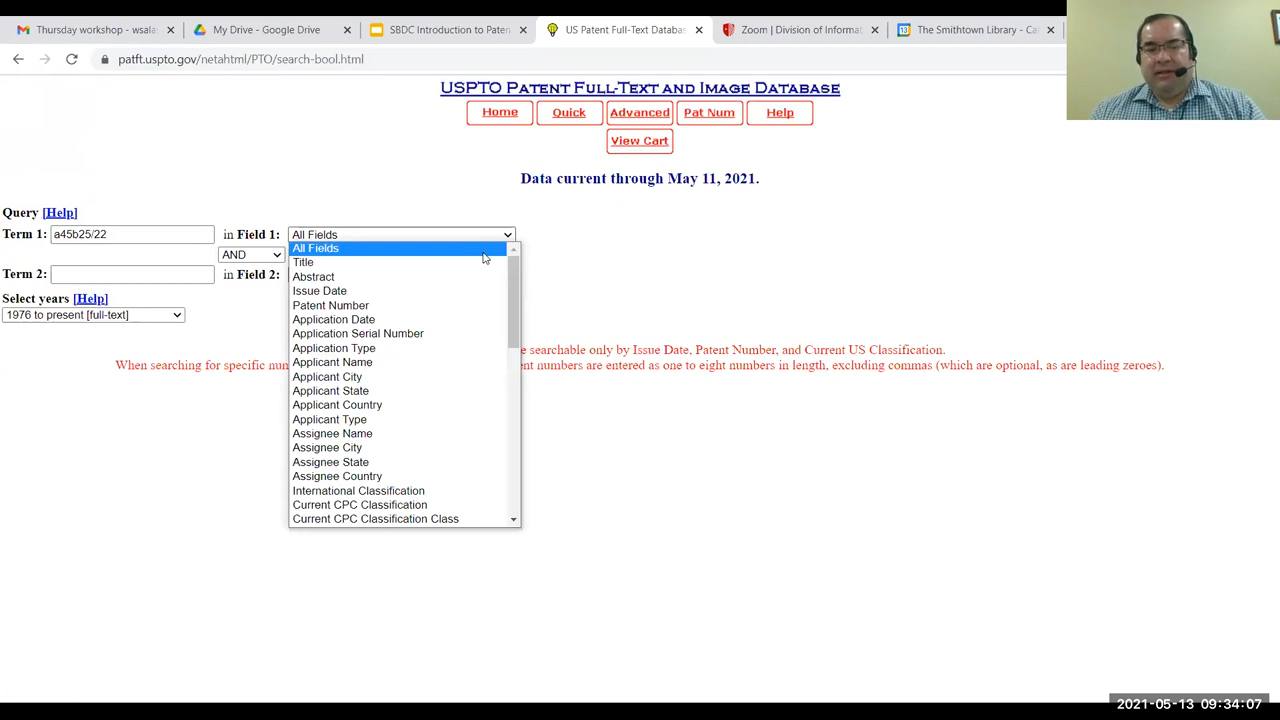 Thursday workshop - wsala
My Drive - Google Drive
SBDC Introduction to Paten
US Patent Full-Text Databas
Zoom | Division of Informat
The Smithtown Library - Ca
patft.uspto.gov/netahtml/PTO/search-bool.html
USPTO PATENT FULL-TEXT AND IMAGE DATABASE
Home
Quick
Advanced
Pat Num
Help
View Cart
Data current through May 11, 2021.
Query [Help]
Term 1: a45b25/22 in Field 1: All Fields
AND
Term 2: in Field 2:
Select years [Help]
1976 to present [full-text]
All Fields
Title
Abstract
Issue Date
Patent Number
Application Date
Application Serial Number
Application Type
Applicant Name
Applicant City
Applicant State
Applicant Country
Applicant Type
Assignee Name
Assignee City
Assignee State
Assignee Country
International Classification
Current CPC Classification
Current CPC Classification Class
searchable only by Issue Date, Patent Number, and Current US Classification.
When searching for specific num
nt numbers are entered as one to eight numbers in length, excluding commas (which are optional, as are leading zeroes).
2021-05-13 09:34:07